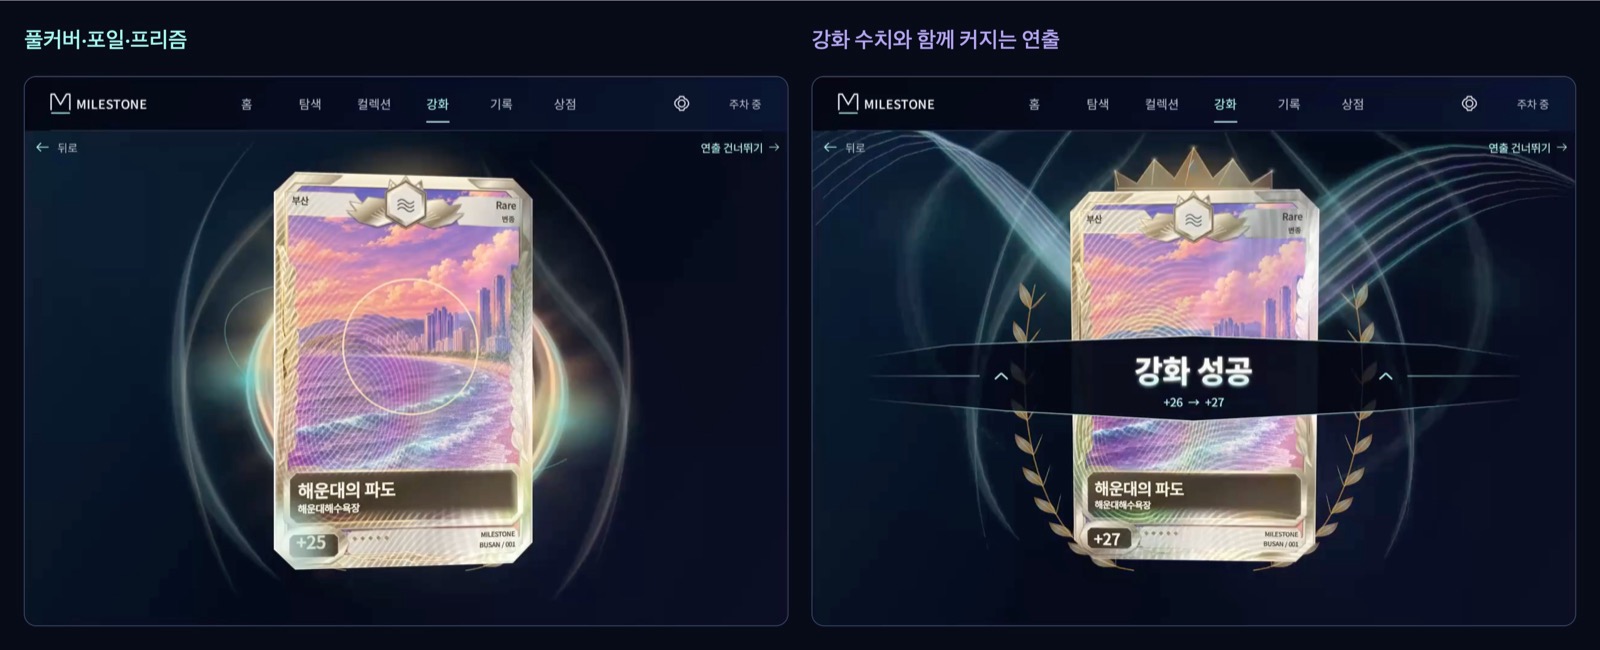 풀커버·포일·프리즘
MILESTONE 홈 탐색 컬렉션 강화 기록 상점 주차 중
← 뒤로 연출 건너뛰기 →
부산 Rare
변종
해운대의 파도
해운대해수욕장
+25 MILESTONE
BUSAN / 001
강화 수치와 함께 커지는 연출
MILESTONE 홈 탐색 컬렉션 강화 기록 상점 주차 중
← 뒤로 연출 건너뛰기 →
부산 Rare
변종
강화 성공
+26 → +27
해운대의 파도
해운대해수욕장
+27 MILESTONE
BUSAN / 001